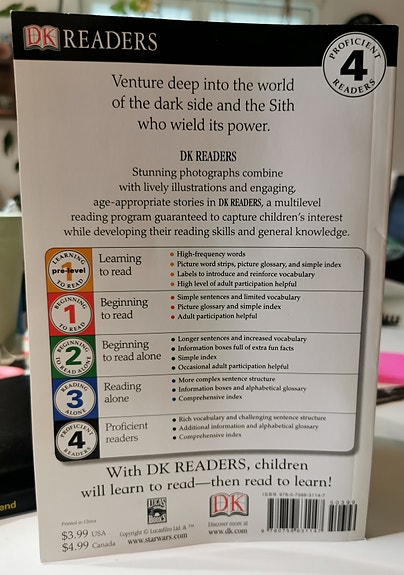 DK READERS
PROFICIENT
4
READERS
Venture deep into the world
of the dark side and the Sith
who wield its power.
DK READERS
Stunning photographs combine
with lively illustrations and engaging,
age-appropriate stories in DK READERS, a multilevel
reading program guaranteed to capture children's interest
while developing their reading skills and general knowledge.
LEARNING
pre-level
1
TO READ
Learning
to read
• High-frequency words
• Picture word strips, picture glossary, and simple index
• Labels to introduce and reinforce vocabulary
• High level of adult participation helpful
BEGINNING
1
TO READ
Beginning
to read
• Simple sentences and limited vocabulary
• Picture glossary and simple index
• Adult participation helpful
BEGINNING
2
TO READ ALONE
Beginning
to read alone
• Longer sentences and increased vocabulary
• Information boxes full of extra fun facts
• Simple index
• Occasional adult participation helpful
READING
3
ALONE
Reading
alone
• More complex sentence structure
• Information boxes and alphabetical glossary
• Comprehensive index
PROFICIENT
4
READERS
Proficient
readers
• Rich vocabulary and challenging sentence structure
• Additional information and alphabetical glossary
• Comprehensive index
With DK READERS, children
will learn to read—then read to learn!
Printed in China
$3.99 USA
$4.99 Canada
Copyright © Lucasfilm Ltd. & ™
www.starwars.com
LUCAS
BOOKS
DK
Discover more at
www.dk.com
50399
end